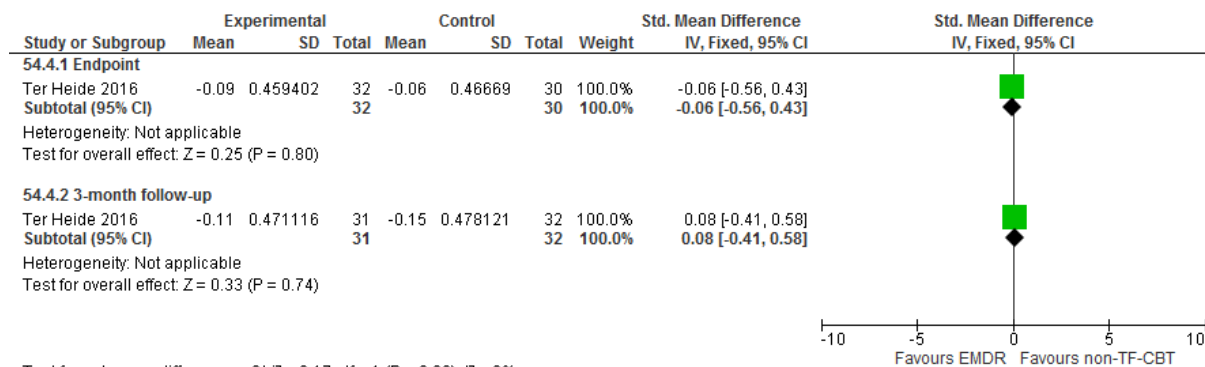 Experimental Control Std. Mean Difference Std. Mean Difference
Study or Subgroup Mean SD Total Mean SD Total Weight IV, Fixed, 95% CI IV, Fixed, 95% CI
54.4.1 Endpoint
Ter Heide 2016 -0.09 0.459402 32 -0.06 0.46669 30 100.0% -0.06 [-0.56, 0.43]
Subtotal (95% CI) 32 30 100.0% -0.06 [-0.56, 0.43]
Heterogeneity: Not applicable
Test for overall effect: Z = 0.25 (P = 0.80)
54.4.2 3-month follow-up
Ter Heide 2016 -0.11 0.471116 31 -0.15 0.478121 32 100.0% 0.08 [-0.41, 0.58]
Subtotal (95% CI) 31 32 100.0% 0.08 [-0.41, 0.58]
Heterogeneity: Not applicable
Test for overall effect: Z = 0.33 (P = 0.74)
-10 -5 0 5 10
Favours EMDR Favours non-TF-CBT